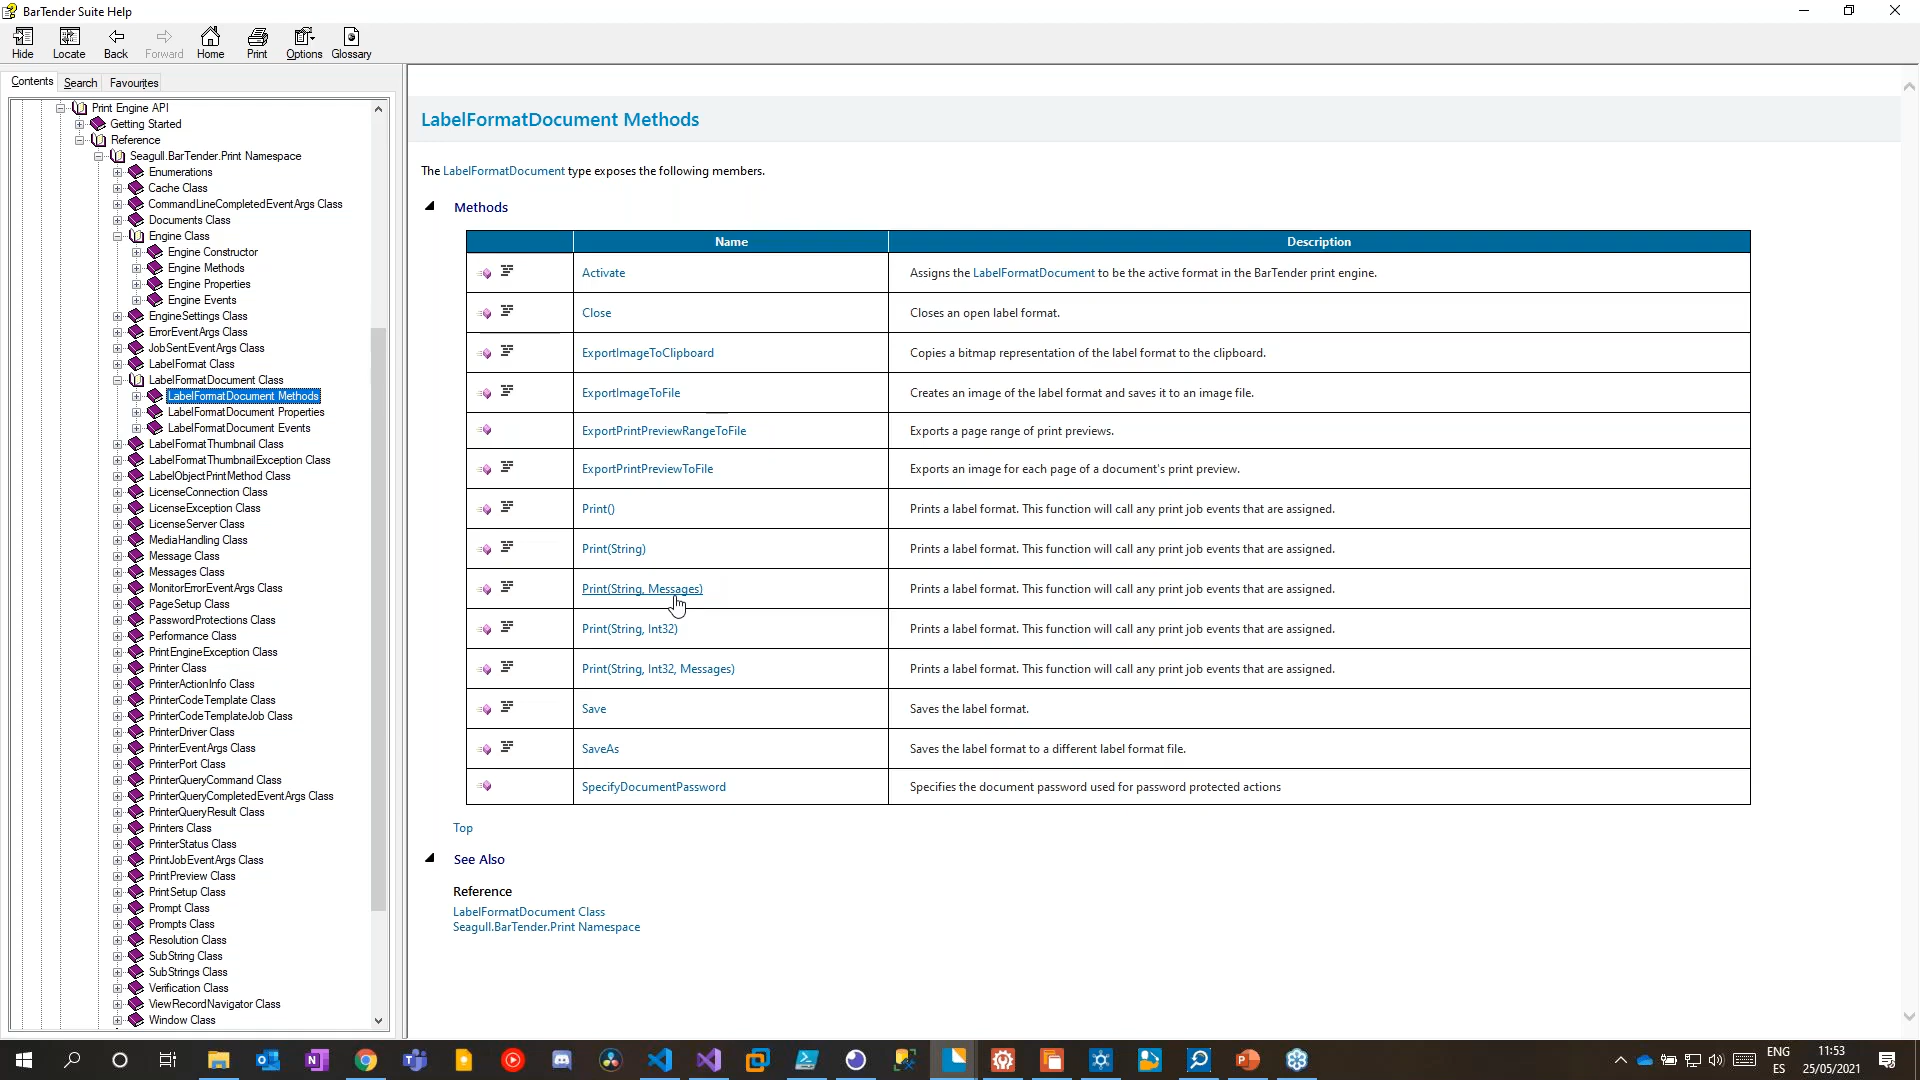 BarTender Suite Help
Hide Locate Back Forward Home Print Options Glossary
Contents Search Favourites
Print Engine API
Getting Started
Reference
Seagull.BarTender.Print Namespace
Enumerations
Cache Class
CommandLineCompletedEventArgs Class
Documents Class
Engine Class
Engine Constructor
Engine Methods
Engine Properties
Engine Events
EngineSettings Class
ErrorEventArgs Class
JobSentEventArgs Class
LabelFormat Class
LabelFormatDocument Class
LabelFormatDocument Methods
LabelFormatDocument Properties
LabelFormatDocument Events
LabelFormatThumbnail Class
LabelFormatThumbnailException Class
LabelObjectPrintMethod Class
LicenseConnection Class
LicenseException Class
LicenseServer Class
MediaHandling Class
Message Class
Messages Class
MonitorErrorEventArgs Class
PageSetup Class
PasswordProtections Class
Performance Class
PrintEngineException Class
Printer Class
PrinterActionInfo Class
PrinterCodeTemplate Class
PrinterCodeTemplateJob Class
PrinterDriver Class
PrinterEventArgs Class
PrinterPort Class
PrinterQueryCommand Class
PrinterQueryCompletedEventArgs Class
PrinterQueryResult Class
Printers Class
PrinterStatus Class
PrintJobEventArgs Class
PrintPreview Class
PrintSetup Class
Prompt Class
Prompts Class
Resolution Class
SubString Class
SubStrings Class
Verification Class
ViewRecordNavigator Class
Window Class
LabelFormatDocument Methods
The LabelFormatDocument type exposes the following members.
Methods
Name Description
Activate Assigns the LabelFormatDocument to be the active format in the BarTender print engine.
Close Closes an open label format.
ExportImageToClipboard Copies a bitmap representation of the label format to the clipboard.
ExportImageToFile Creates an image of the label format and saves it to an image file.
ExportPrintPreviewRangeToFile Exports a page range of print previews.
ExportPrintPreviewToFile Exports an image for each page of a document's print preview.
Print() Prints a label format. This function will call any print job events that are assigned.
Print(String) Prints a label format. This function will call any print job events that are assigned.
Print(String, Messages) Prints a label format. This function will call any print job events that are assigned.
Print(String, Int32) Prints a label format. This function will call any print job events that are assigned.
Print(String, Int32, Messages) Prints a label format. This function will call any print job events that are assigned.
Save Saves the label format.
SaveAs Saves the label format to a different label format file.
SpecifyDocumentPassword Specifies the document password used for password protected actions
Top
See Also
Reference
LabelFormatDocument Class
Seagull.BarTender.Print Namespace
ENG
ES
11:53
25/05/2021